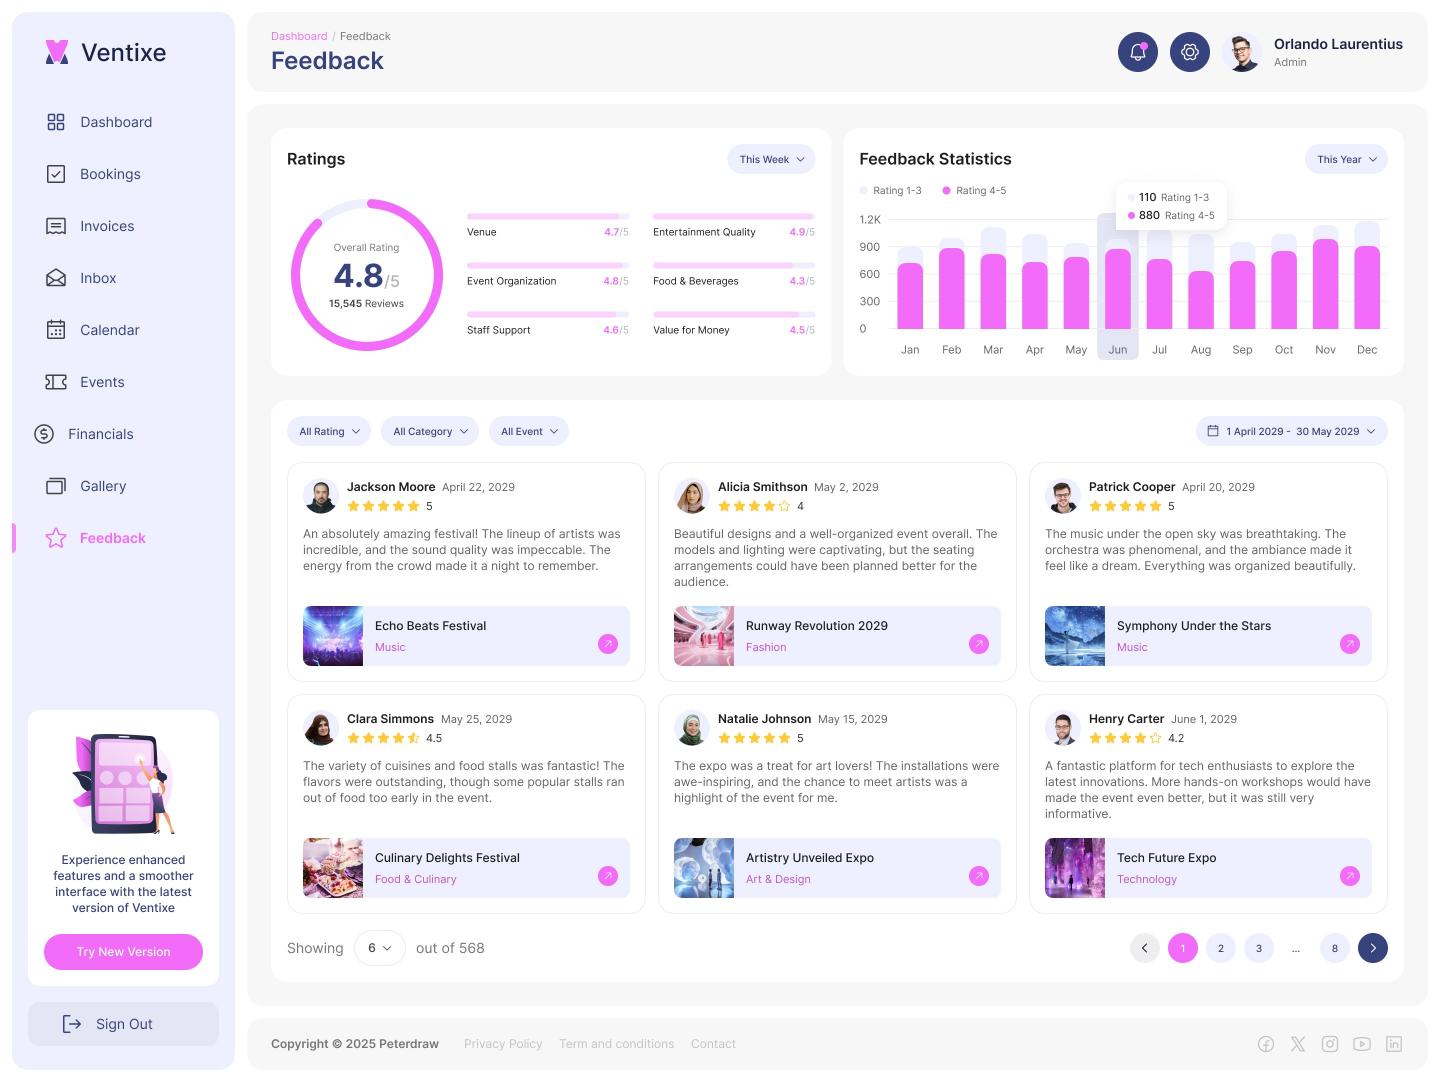 Ventixe
Dashboard
Bookings
Invoices
Inbox
Calendar
Events
Financials
Gallery
Feedback
Experience enhanced
features and a smoother
interface with the latest
version of Ventixe
Try New Version
Sign Out
Dashboard / Feedback
Feedback
Orlando Laurentius
Admin
Ratings
This Week
Overall Rating
4.8/5
15,545 Reviews
Venue 4.7/5
Entertainment Quality 4.9/5
Event Organization 4.8/5
Food & Beverages 4.3/5
Staff Support 4.6/5
Value for Money 4.5/5
Feedback Statistics
This Year
Rating 1-3 Rating 4-5
110 Rating 1-3
880 Rating 4-5
1.2K
900
600
300
0
Jan Feb Mar Apr May Jun Jul Aug Sep Oct Nov Dec
All Rating All Category All Event
1 April 2029 - 30 May 2029
Jackson Moore April 22, 2029
5
An absolutely amazing festival! The lineup of artists was
incredible, and the sound quality was impeccable. The
energy from the crowd made it a night to remember.
Echo Beats Festival
Music
Alicia Smithson May 2, 2029
4
Beautiful designs and a well-organized event overall. The
models and lighting were captivating, but the seating
arrangements could have been planned better for the
audience.
Runway Revolution 2029
Fashion
Patrick Cooper April 20, 2029
5
The music under the open sky was breathtaking. The
orchestra was phenomenal, and the ambiance made it
feel like a dream. Everything was organized beautifully.
Symphony Under the Stars
Music
Clara Simmons May 25, 2029
4.5
The variety of cuisines and food stalls was fantastic! The
flavors were outstanding, though some popular stalls ran
out of food too early in the event.
Culinary Delights Festival
Food & Culinary
Natalie Johnson May 15, 2029
5
The expo was a treat for art lovers! The installations were
awe-inspiring, and the chance to meet artists was a
highlight of the event for me.
Artistry Unveiled Expo
Art & Design
Henry Carter June 1, 2029
4.2
A fantastic platform for tech enthusiasts to explore the
latest innovations. More hands-on workshops would have
made the event even better, but it was still very
informative.
Tech Future Expo
Technology
Showing 6 out of 568
1 2 3 ... 8
Copyright © 2025 Peterdraw Privacy Policy Term and conditions Contact